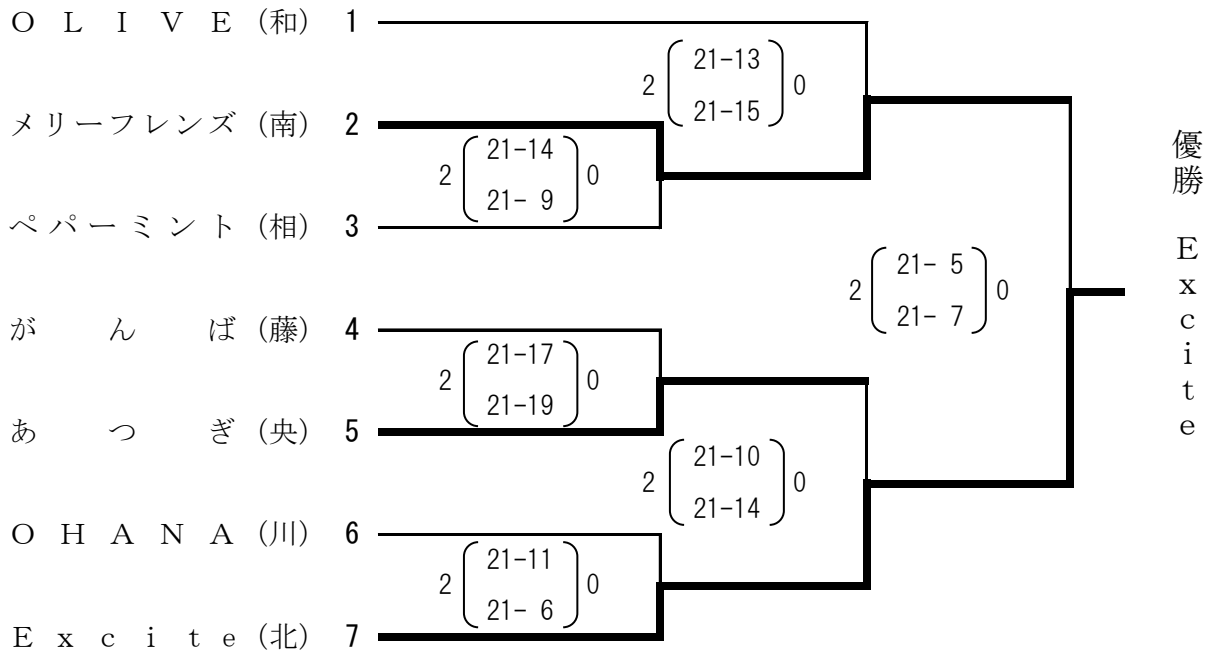 ＯＬＩＶＥ（和） 1
2 21-13 0
21-15
メリーフレンズ（南） 2
2 21-14 0
21- 9
ペパーミント（相） 3
2 21- 5 0
21- 7
がんば（藤） 4
2 21-17 0
21-19
あつぎ（央） 5
2 21-10 0
21-14
ＯＨＡＮＡ（川） 6
2 21-11 0
21- 6
Ｅｘｃｉｔｅ（北） 7
優勝 Ｅｘｃｉｔｅ